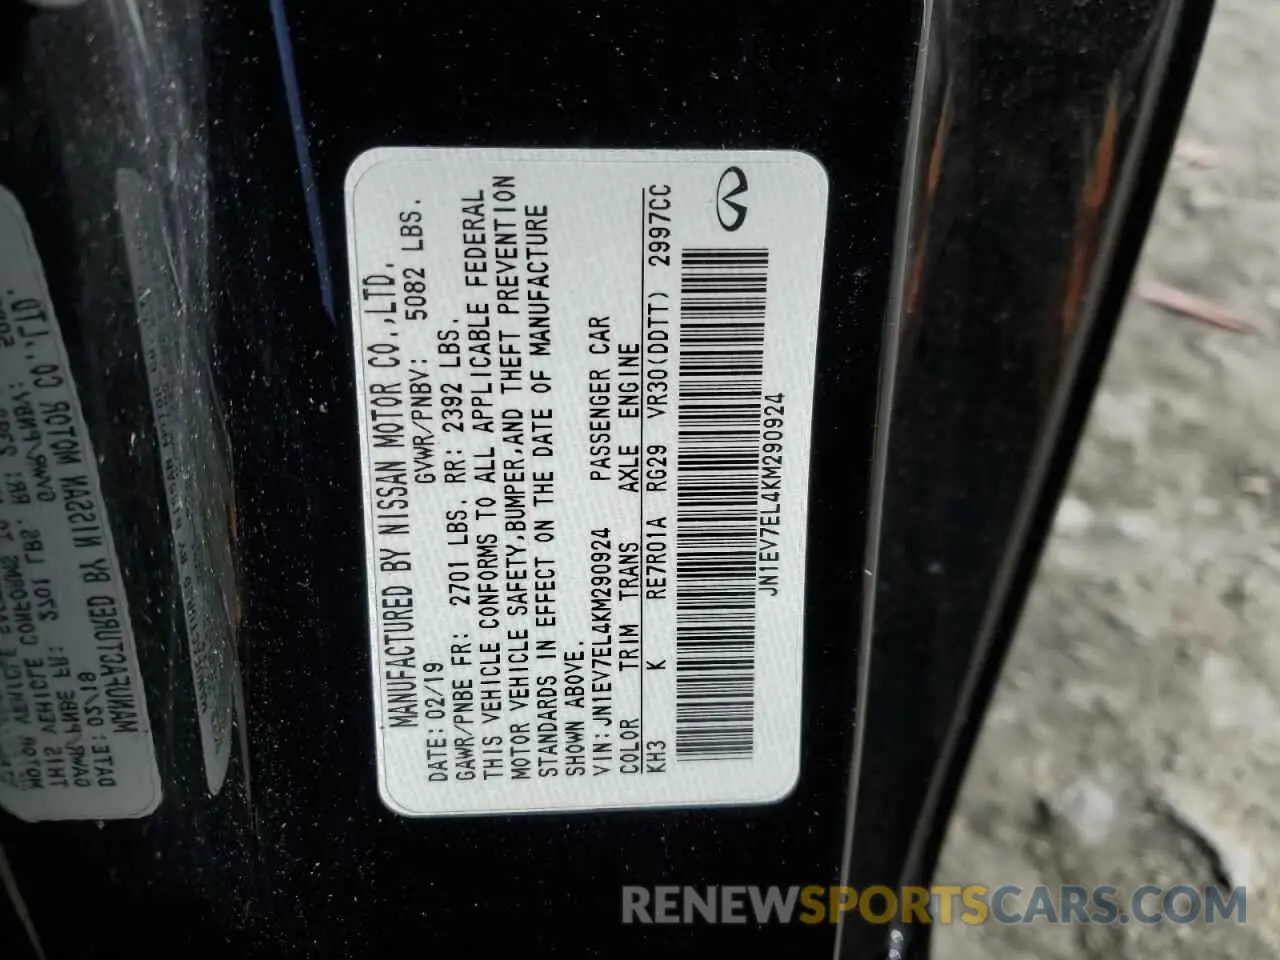 MANUFACTURED BY NISSAN MOTOR CO.,LTD.
DATE: 02/19 GVWR/PNBV: 5082 LBS.
GAWR/PNBE FR: 2701 LBS. RR: 2392 LBS.
THIS VEHICLE CONFORMS TO ALL APPLICABLE FEDERAL
MOTOR VEHICLE SAFETY,BUMPER,AND THEFT PREVENTION
STANDARDS IN EFFECT ON THE DATE OF MANUFACTURE
SHOWN ABOVE.
VIN:JN1EV7EL4KM290924 PASSENGER CAR
COLOR TRIM TRANS AXLE ENGINE
KH3 K RE7R01A RG29 VR30(DDTT) 2997CC
JN1EV7EL4KM290924
RENEWSPORTSCARS.COM